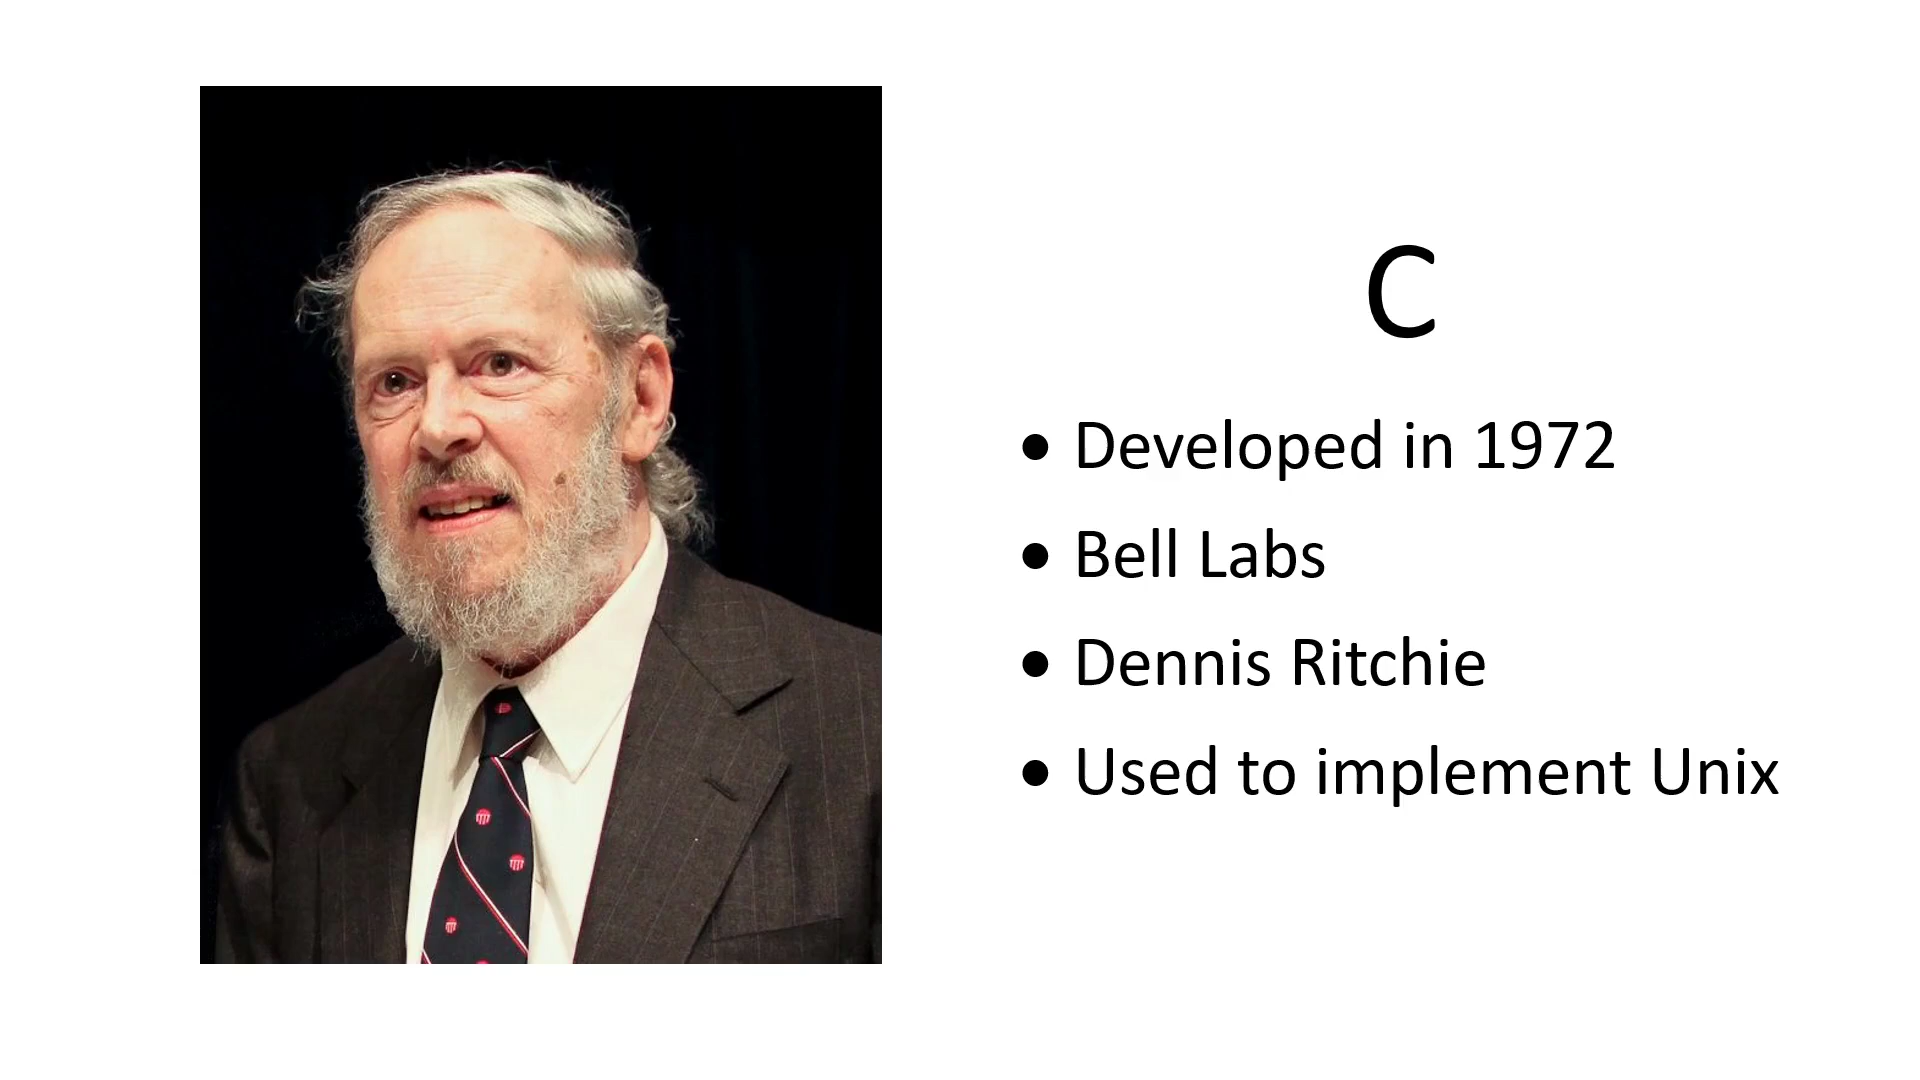 C
• Developed in 1972
• Bell Labs
• Dennis Ritchie
• Used to implement Unix